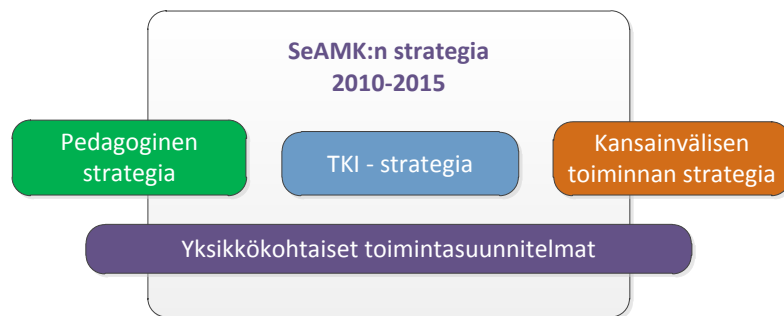 SeAMK:n strategia
2010-2015
Pedagoginen
strategia
TKI - strategia
Kansainvälisen
toiminnan strategia
Yksikkökohtaiset toimintasuunnitelmat